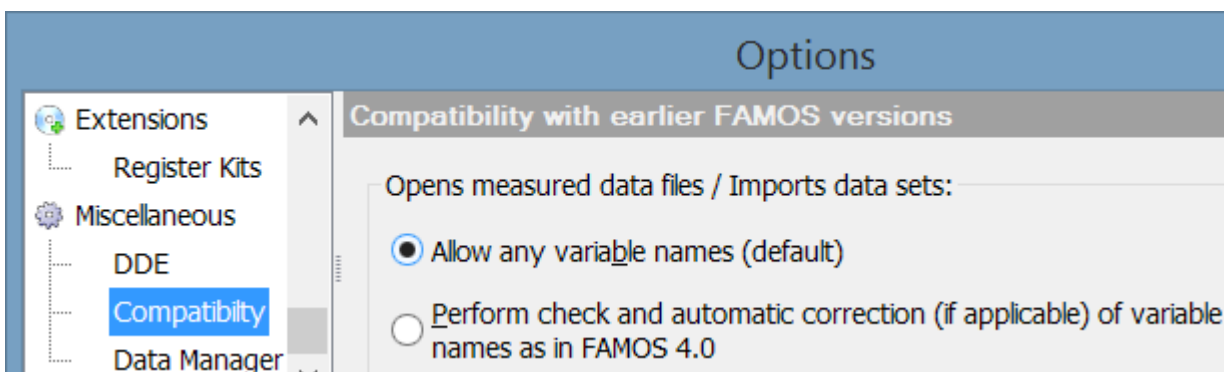 Options
Extensions
Register Kits
Miscellaneous
DDE
Compatibilty
Data Manager
Compatibility with earlier FAMOS versions
Opens measured data files / Imports data sets:
Allow any variable names (default)
Perform check and automatic correction (if applicable) of variable
names as in FAMOS 4.0